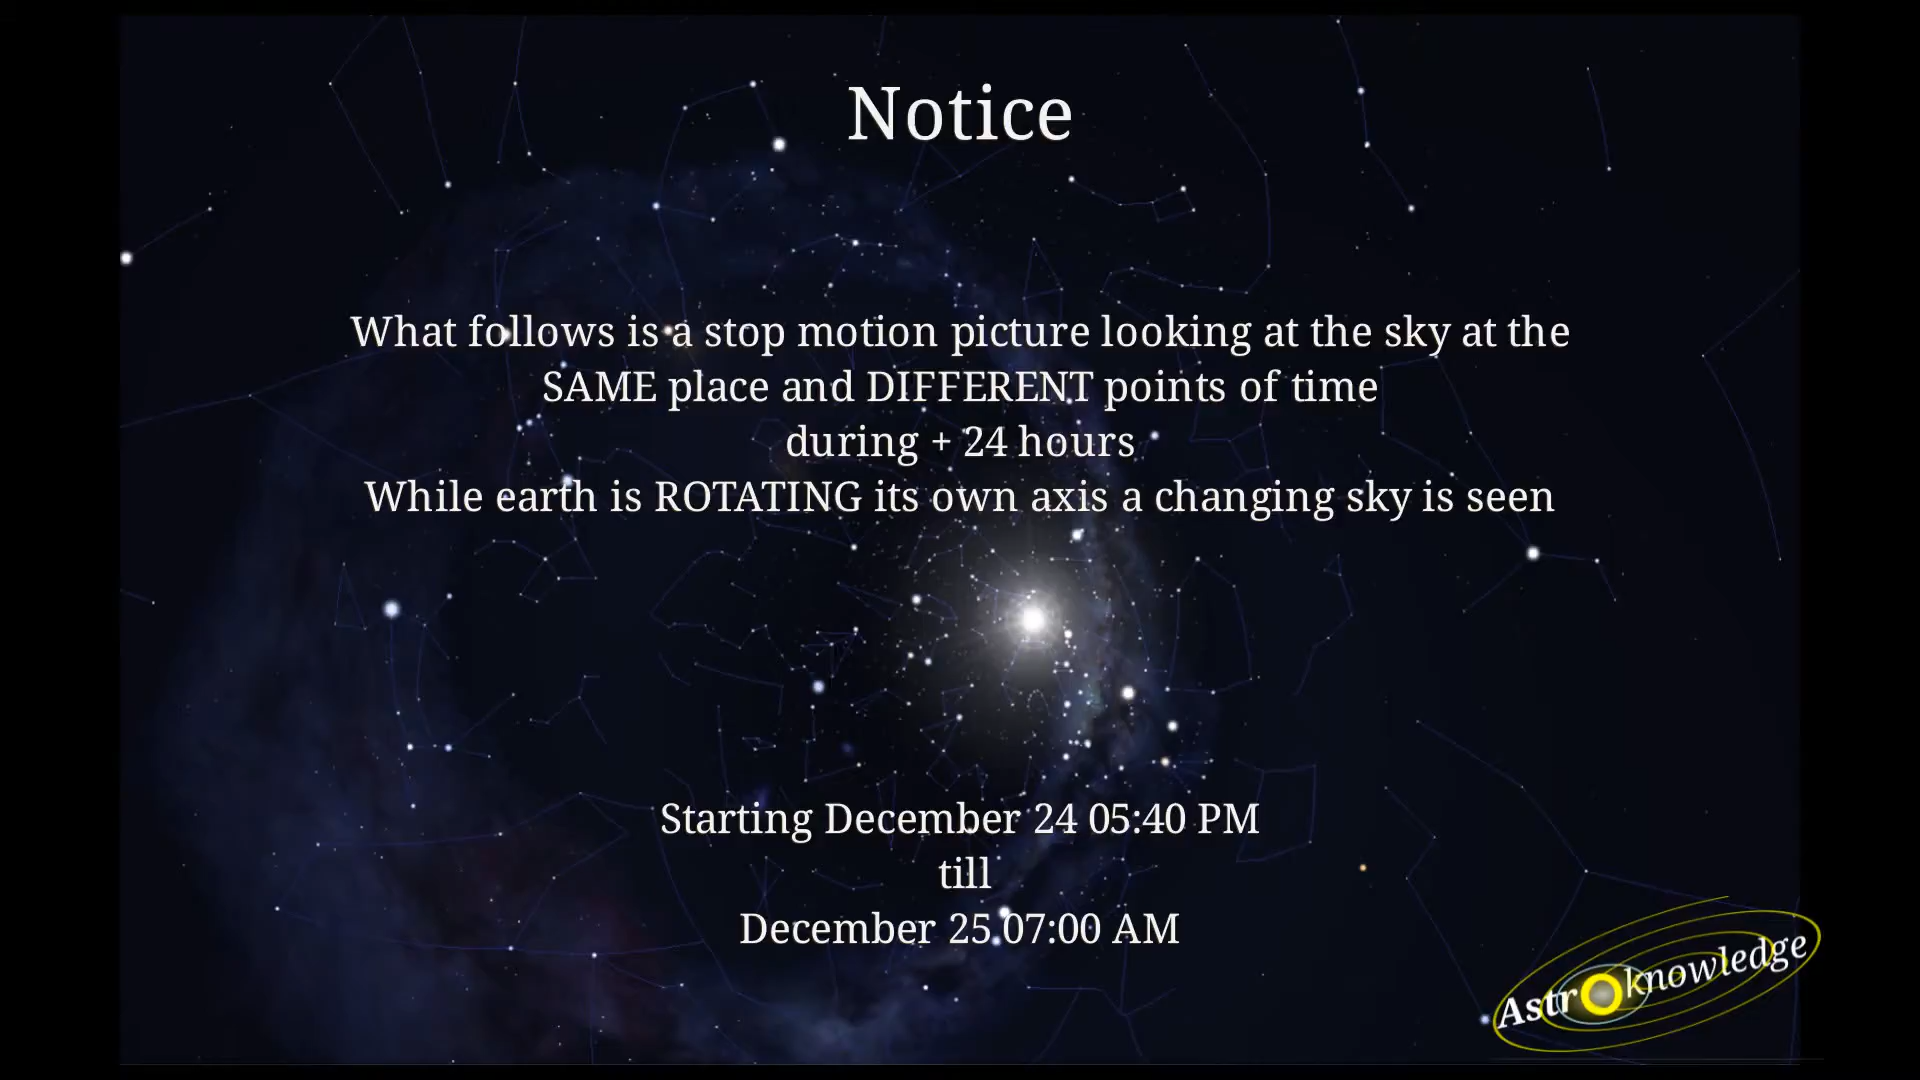 Notice
What follows is a stop motion picture looking at the sky at the
SAME place and DIFFERENT points of time
during + 24 hours
While earth is ROTATING its own axis a changing sky is seen
Starting December 24 05:40 PM
till
December 25 07:00 AM
Astroknowledge